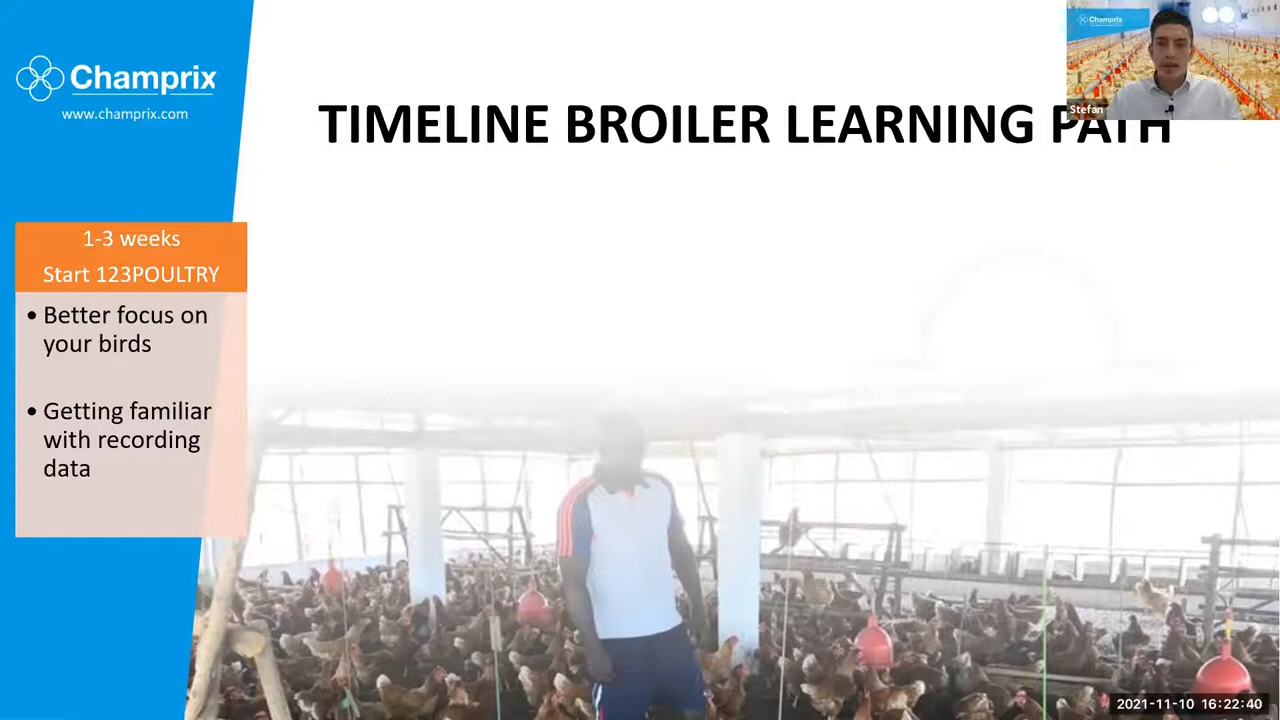 Champrix
www.champrix.com
Champrix
Stefan
TIMELINE BROILER LEARNING PATH
1-3 weeks
Start 123POULTRY
• Better focus on
your birds
• Getting familiar
with recording
data
2021-11-10 16:22:40